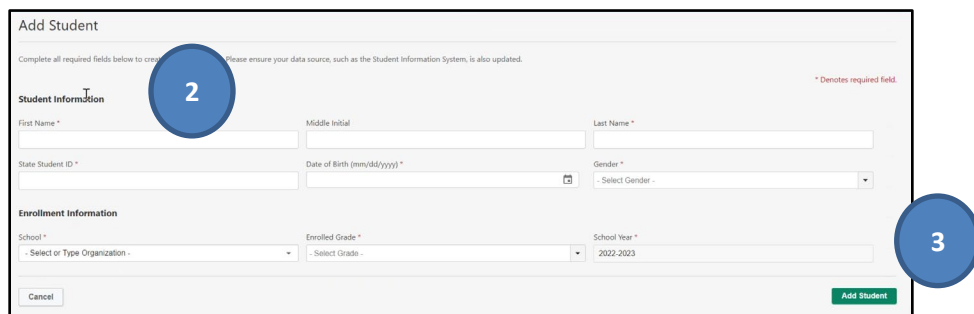 Add Student
Complete all required fields below to crea Please ensure your data source, such as the Student Information System, is also updated.
* Denotes required field.
2
Student Information
First Name * Middle Initial Last Name *
State Student ID * Date of Birth (mm/dd/yyyy) * Gender *
- Select Gender -
Enrollment Information
School * Enrolled Grade * School Year *
- Select or Type Organization - - Select Grade - 2022-2023
3
Cancel Add Student